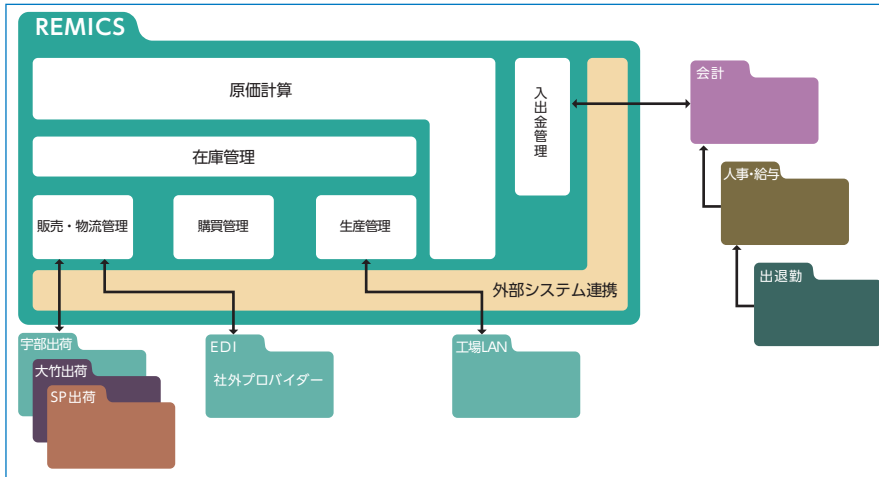 REMICS
原価計算
入出金管理
会計
在庫管理
人事・給与
販売・物流管理
購買管理
生産管理
出退勤
外部システム連携
宇部出荷
EDI
工場LAN
大竹出荷
社外プロバイダー
SP出荷